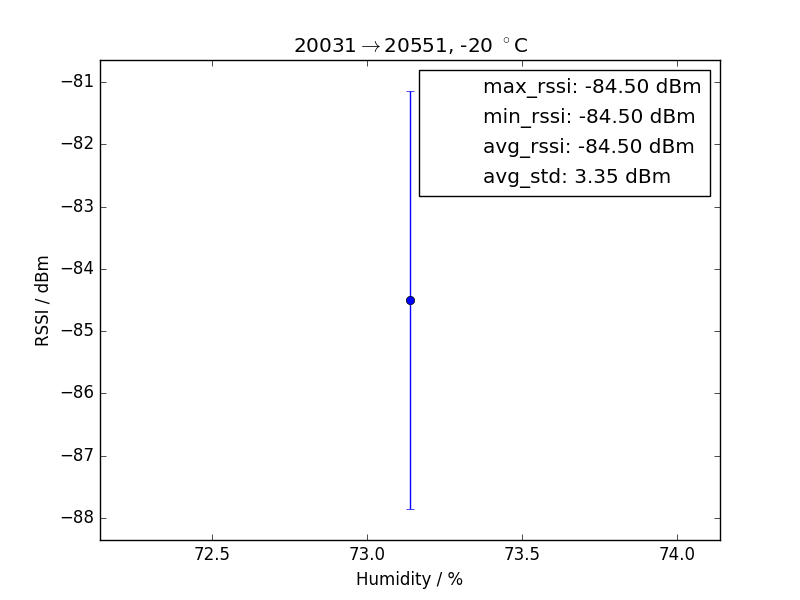 20031→20551, -20 °C
max_rssi: -84.50 dBm
min_rssi: -84.50 dBm
avg_rssi: -84.50 dBm
avg_std: 3.35 dBm
RSSI / dBm
−81
−82
−83
−84
−85
−86
−87
−88
72.5 73.0 73.5 74.0
Humidity / %